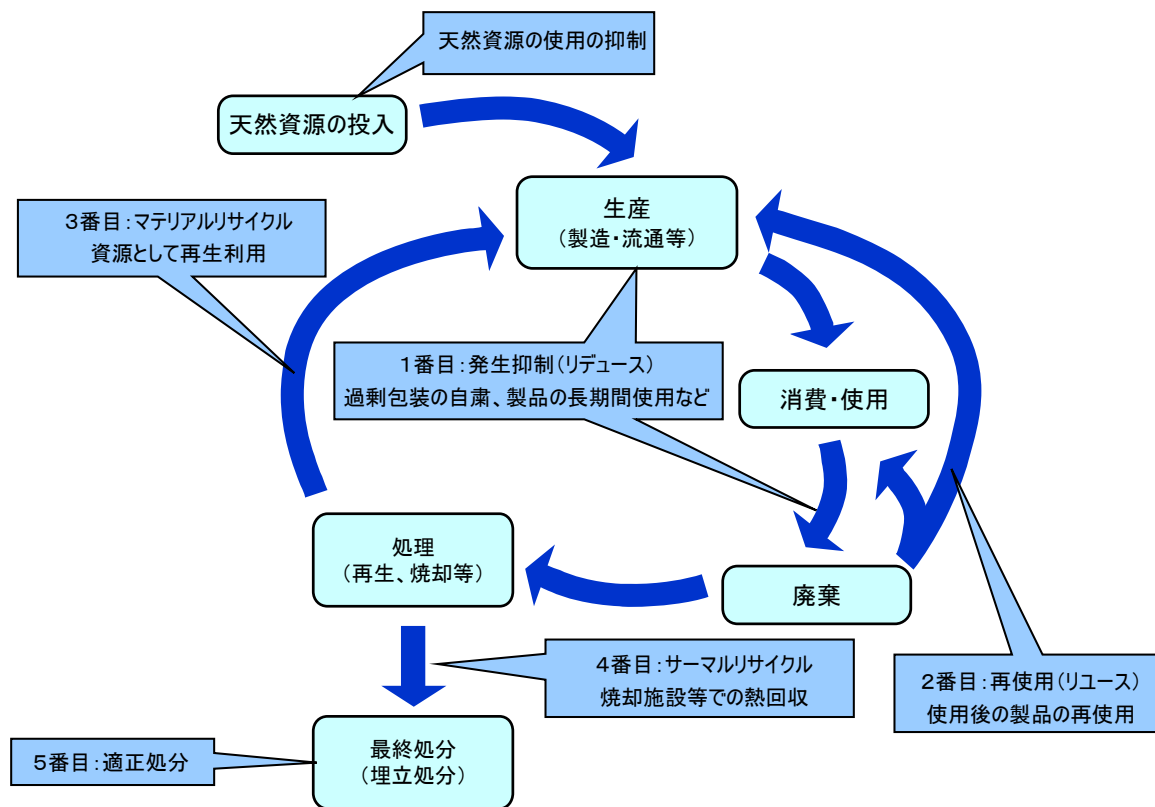 天然資源の使用の抑制
天然資源の投入
生産
（製造・流通等）
３番目：マテリアルリサイクル
資源として再生利用
１番目：発生抑制（リデュース）
過剰包装の自粛、製品の長期間使用など
消費・使用
処理
（再生、焼却等）
廃棄
４番目：サーマルリサイクル
焼却施設等での熱回収
２番目：再使用（リユース）
使用後の製品の再使用
最終処分
（埋立処分）
５番目：適正処分